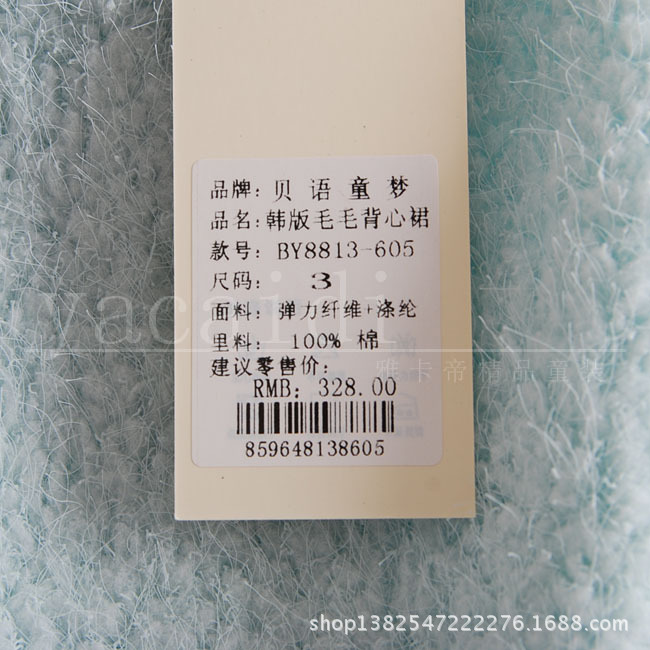 品牌: 贝语童梦
品名: 韩版毛毛背心裙
款号: BY8813-605
尺码: 3
面料: 弹力纤维+涤纶
里料: 100% 棉
建议零售价:
RMB: 328.00
859648138605
yacaidi
雅卡帝精品童装
shop1382547222276.1688.com